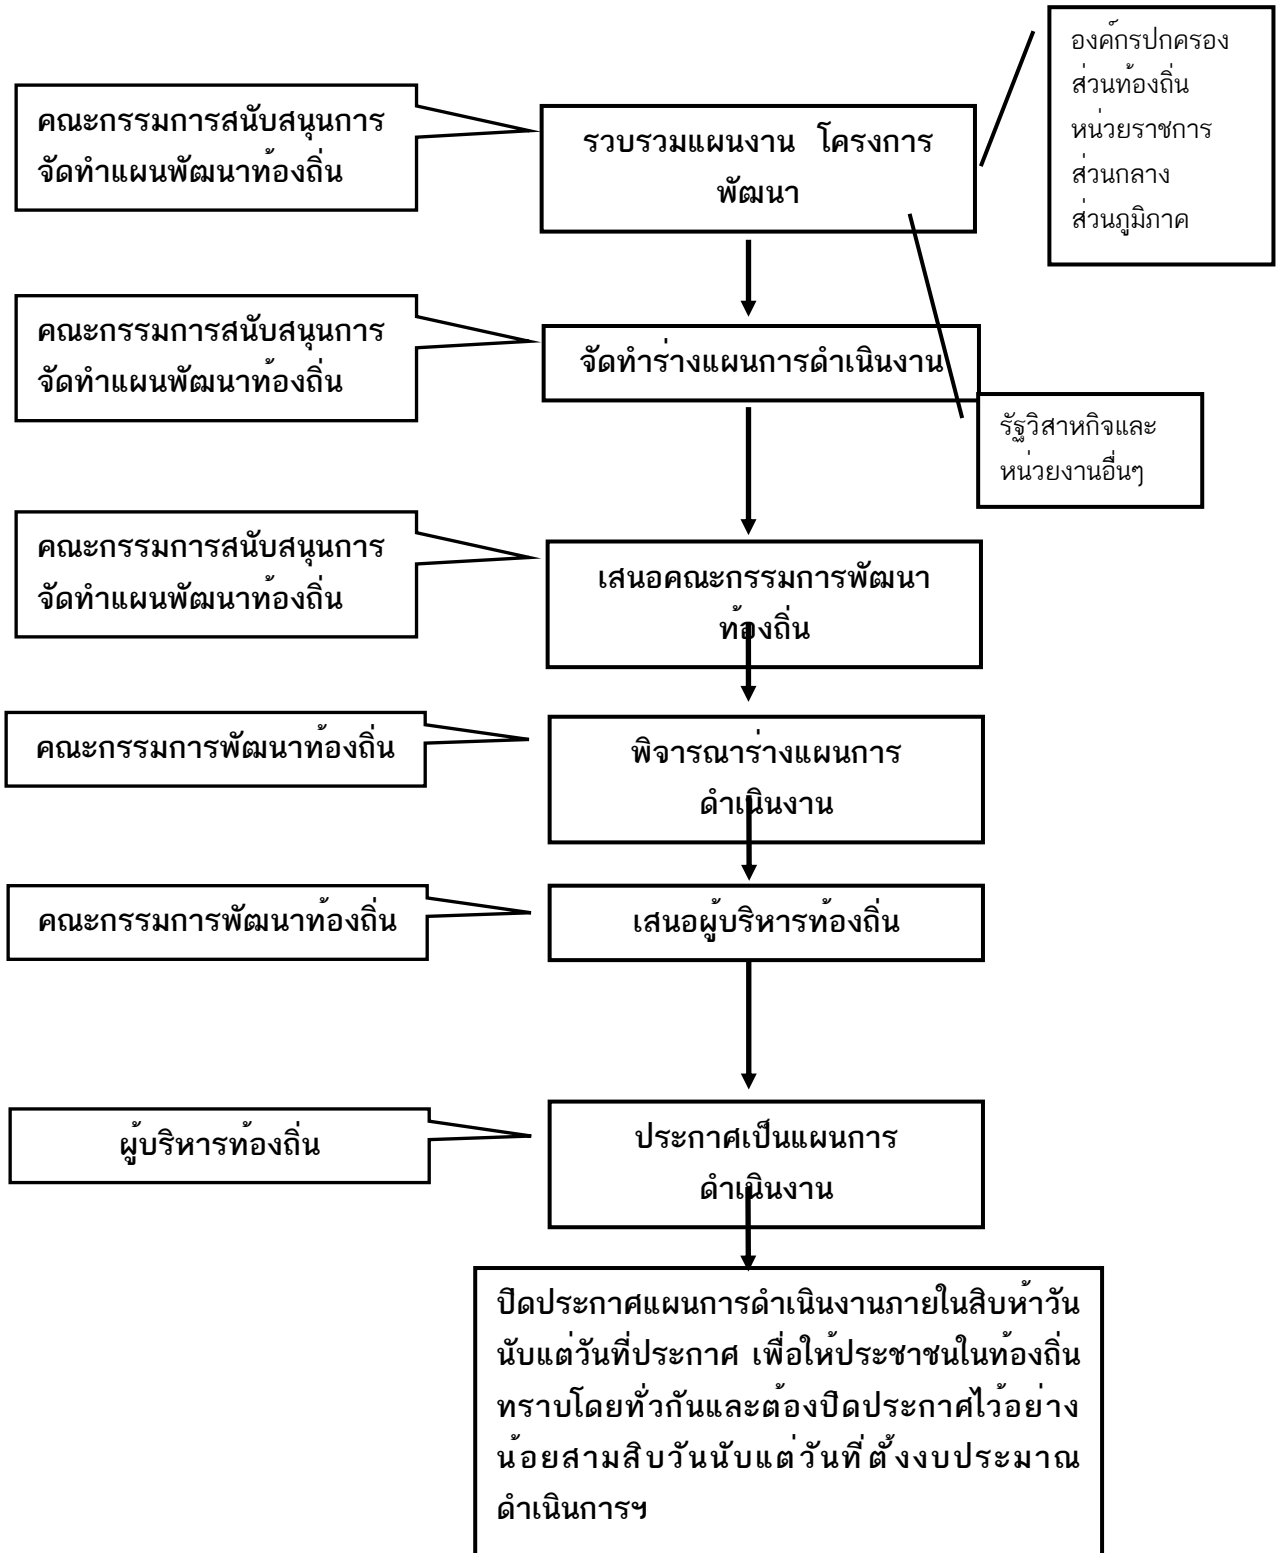 องค์กรปกครอง
ส่วนท้องถิ่น
หน่วยราชการ
ส่วนกลาง
ส่วนภูมิภาค
คณะกรรมการสนับสนุนการ
จัดทำแผนพัฒนาท้องถิ่น
รวบรวมแผนงาน โครงการ
พัฒนา
คณะกรรมการสนับสนุนการ
จัดทำแผนพัฒนาท้องถิ่น
จัดทำร่างแผนการดำเนินงาน
รัฐวิสาหกิจและ
หน่วยงานอื่นๆ
คณะกรรมการสนับสนุนการ
จัดทำแผนพัฒนาท้องถิ่น
เสนอคณะกรรมการพัฒนา
ท้องถิ่น
คณะกรรมการพัฒนาท้องถิ่น
พิจารณาร่างแผนการ
ดำเนินงาน
คณะกรรมการพัฒนาท้องถิ่น
เสนอผู้บริหารท้องถิ่น
ผู้บริหารท้องถิ่น
ประกาศเป็นแผนการ
ดำเนินงาน
ปิดประกาศแผนการดำเนินงานภายในสิบห้าวัน
นับแต่วันที่ประกาศ เพื่อให้ประชาชนในท้องถิ่น
ทราบโดยทั่วกันและต้องปิดประกาศไว้อย่าง
น้อยสามสิบวันนับแต่วันที่ตั้งงบประมาณ
ดำเนินการฯ